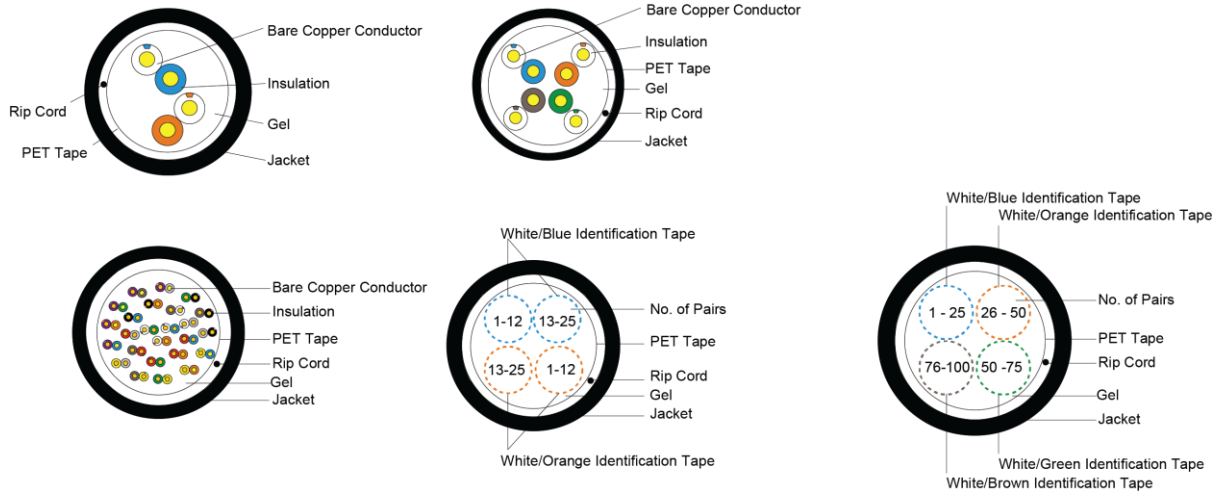 Bare Copper Conductor
Insulation
Rip Cord
Gel
PET Tape
Jacket
Bare Copper Conductor
Insulation
PET Tape
Gel
Rip Cord
Jacket
Bare Copper Conductor
Insulation
PET Tape
Rip Cord
Gel
Jacket
White/Blue Identification Tape
No. of Pairs
1-12
13-25
PET Tape
13-25
1-12
Rip Cord
Gel
Jacket
White/Orange Identification Tape
White/Blue Identification Tape
White/Orange Identification Tape
1 - 25
26 - 50
No. of Pairs
PET Tape
76-100
50 -75
Rip Cord
Gel
Jacket
White/Green Identification Tape
White/Brown Identification Tape